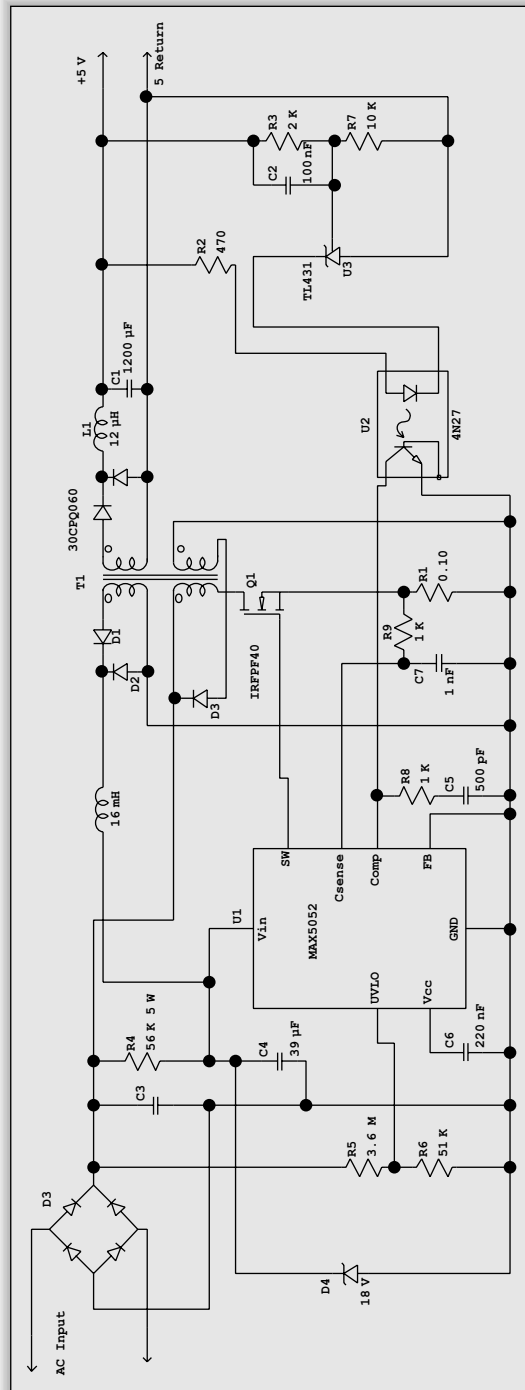 AC Input
D3
D4
18 V
R5
3.6 M
R6
51 K
C3
R4
56 K 5 W
C4
39 µF
C6
220 nF
U1
Vin
MAX5052
UVLO
Vcc
SW
Csense
Comp
FB
GND
16 mH
D2
D1
D3
T1
IRFPF40
Q1
R8
1 K
C5
500 pF
C7
1 nF
R9
1 K
R1
0.10
30CPQ060
L1
12 µH
C1
1200 µF
U2
4N27
R2
470
TL431
U3
C2
100 nF
R3
2 K
R7
10 K
+5 V
5 Return